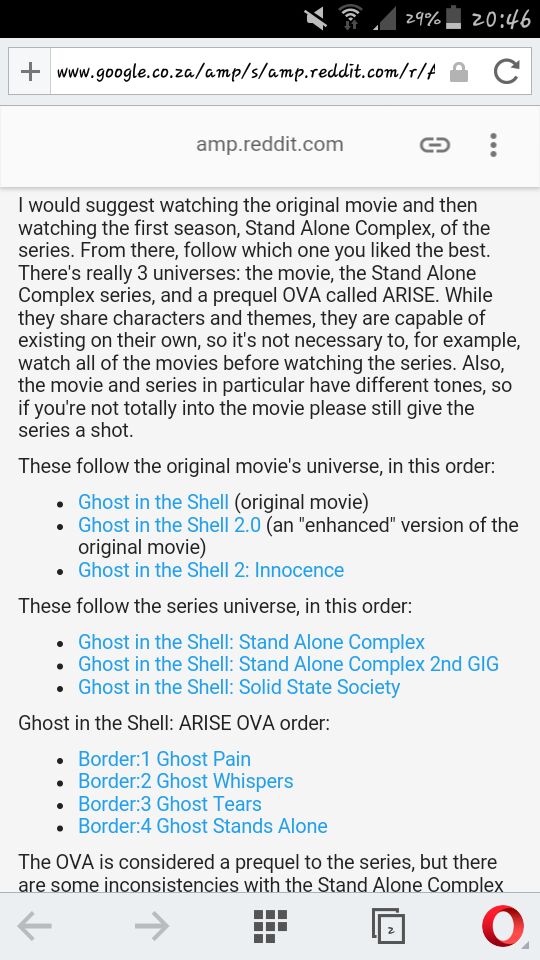 29% 20:46
www.google.co.za/amp/s/amp.reddit.com/r/A
amp.reddit.com
I would suggest watching the original movie and then
watching the first season, Stand Alone Complex, of the
series. From there, follow which one you liked the best.
There's really 3 universes: the movie, the Stand Alone
Complex series, and a prequel OVA called ARISE. While
they share characters and themes, they are capable of
existing on their own, so it's not necessary to, for example,
watch all of the movies before watching the series. Also,
the movie and series in particular have different tones, so
if you're not totally into the movie please still give the
series a shot.
These follow the original movie's universe, in this order:
• Ghost in the Shell (original movie)
• Ghost in the Shell 2.0 (an "enhanced" version of the
original movie)
• Ghost in the Shell 2: Innocence
These follow the series universe, in this order:
• Ghost in the Shell: Stand Alone Complex
• Ghost in the Shell: Stand Alone Complex 2nd GIG
• Ghost in the Shell: Solid State Society
Ghost in the Shell: ARISE OVA order:
• Border:1 Ghost Pain
• Border:2 Ghost Whispers
• Border:3 Ghost Tears
• Border:4 Ghost Stands Alone
The OVA is considered a prequel to the series, but there
are some inconsistencies with the Stand Alone Complex
2